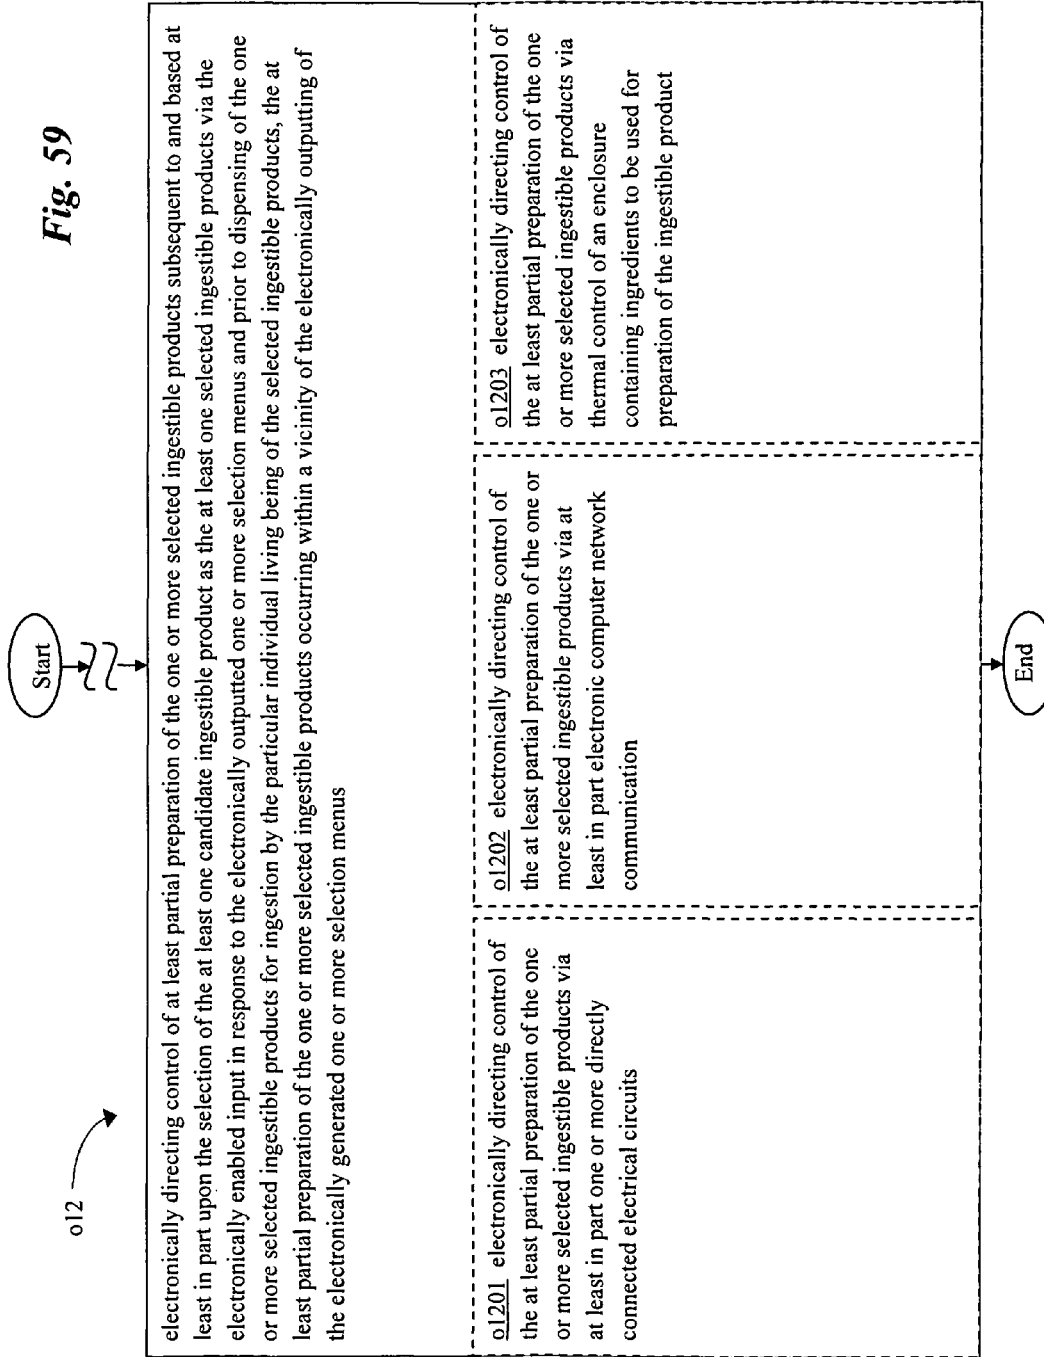 Fig. 59
Start
o12
electronically directing control of at least partial preparation of the one or more selected ingestible products subsequent to and based at
least in part upon the selection of the at least one candidate ingestible product as the at least one selected ingestible products via the
electronically enabled input in response to the electronically outputted one or more selection menus and prior to dispensing of the one
or more selected ingestible products for ingestion by the particular individual living being of the selected ingestible products, the at
least partial preparation of the one or more selected ingestible products occurring within a vicinity of the electronically outputting of
the electronically generated one or more selection menus
o1201 electronically directing control of
the at least partial preparation of the one
or more selected ingestible products via
at least in part one or more directly
connected electrical circuits
o1202 electronically directing control of
the at least partial preparation of the one or
more selected ingestible products via at
least in part electronic computer network
communication
o1203 electronically directing control of
the at least partial preparation of the one
or more selected ingestible products via
thermal control of an enclosure
containing ingredients to be used for
preparation of the ingestible product
End